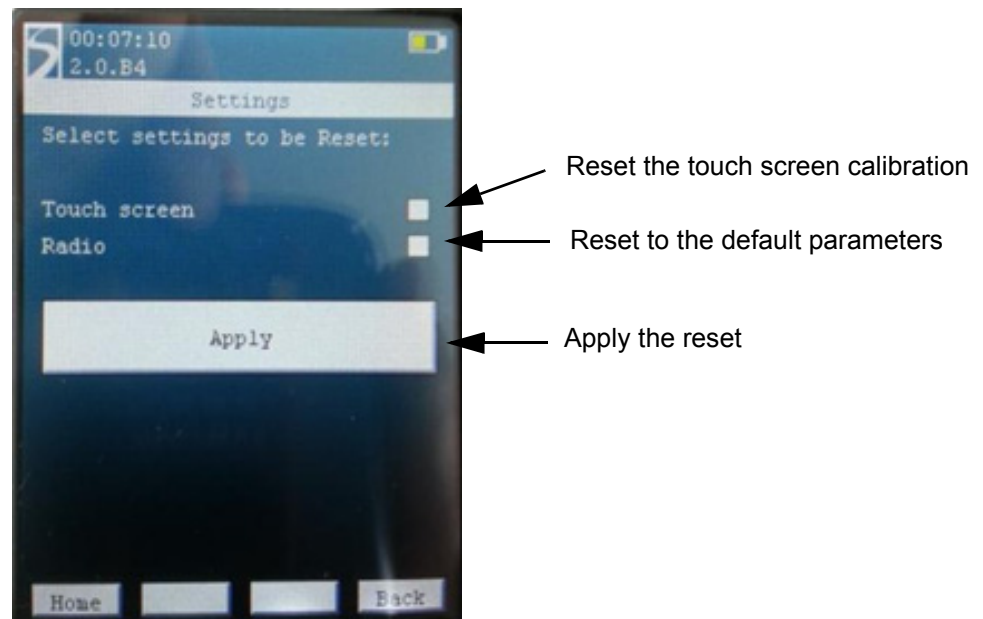 00:07:10
2.0.B4
Settings
Select settings to be Reset:
Touch screen
Radio
Apply
Home
Back
Reset the touch screen calibration
Reset to the default parameters
Apply the reset